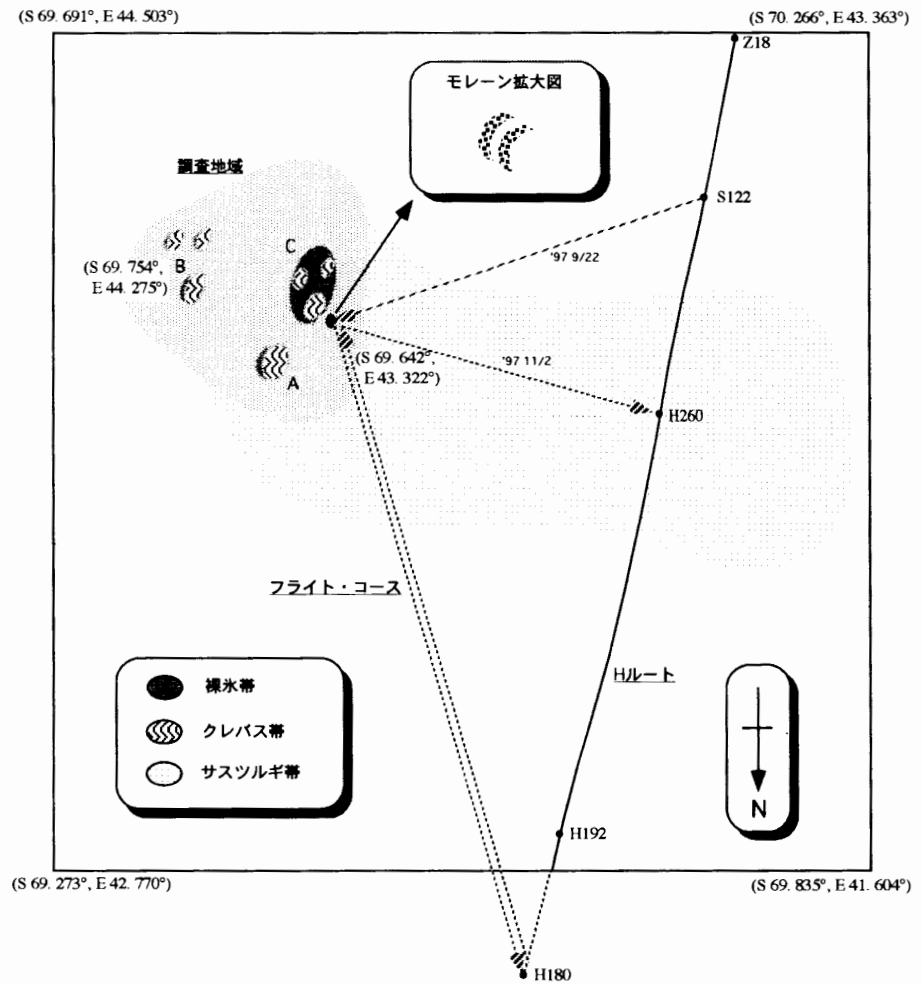 (S 69. 691°, E 44. 503°)
(S 70. 266°, E 43. 363°)
Z18
モレーン拡大図
調査地域
S122
C
'97 9/22
B
(S 69. 754°,
E 44. 275°)
(S 69. 642°,
E 43. 322°)
'97 11/2
A
H260
フライト・コース
Hルート
裸氷帯
クレバス帯
サスツルギ帯
N
H192
(S 69. 273°, E 42. 770°)
(S 69. 835°, E 41. 604°)
H180